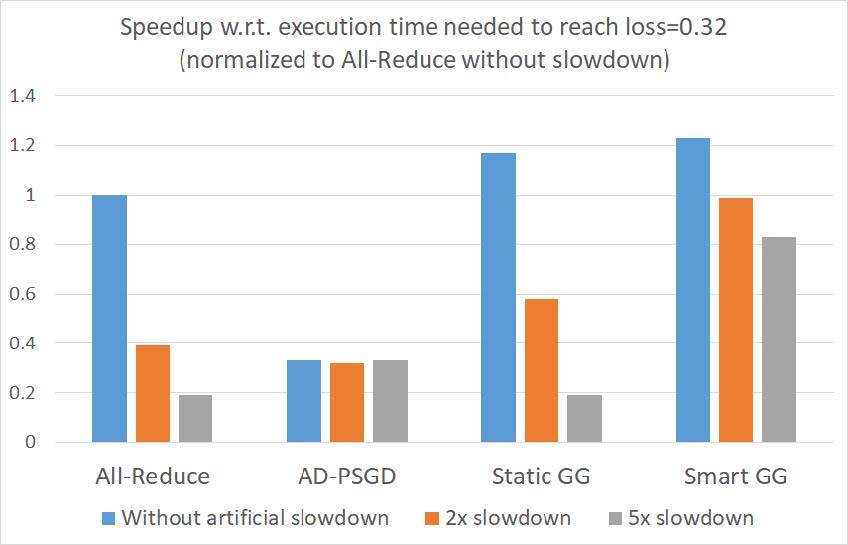 Speedup w.r.t. execution time needed to reach loss=0.32
(normalized to All-Reduce without slowdown)
1.4
1.2
1
0.8
0.6
0.4
0.2
0
All-Reduce AD-PSGD Static GG Smart GG
Without artificial slowdown 2x slowdown 5x slowdown